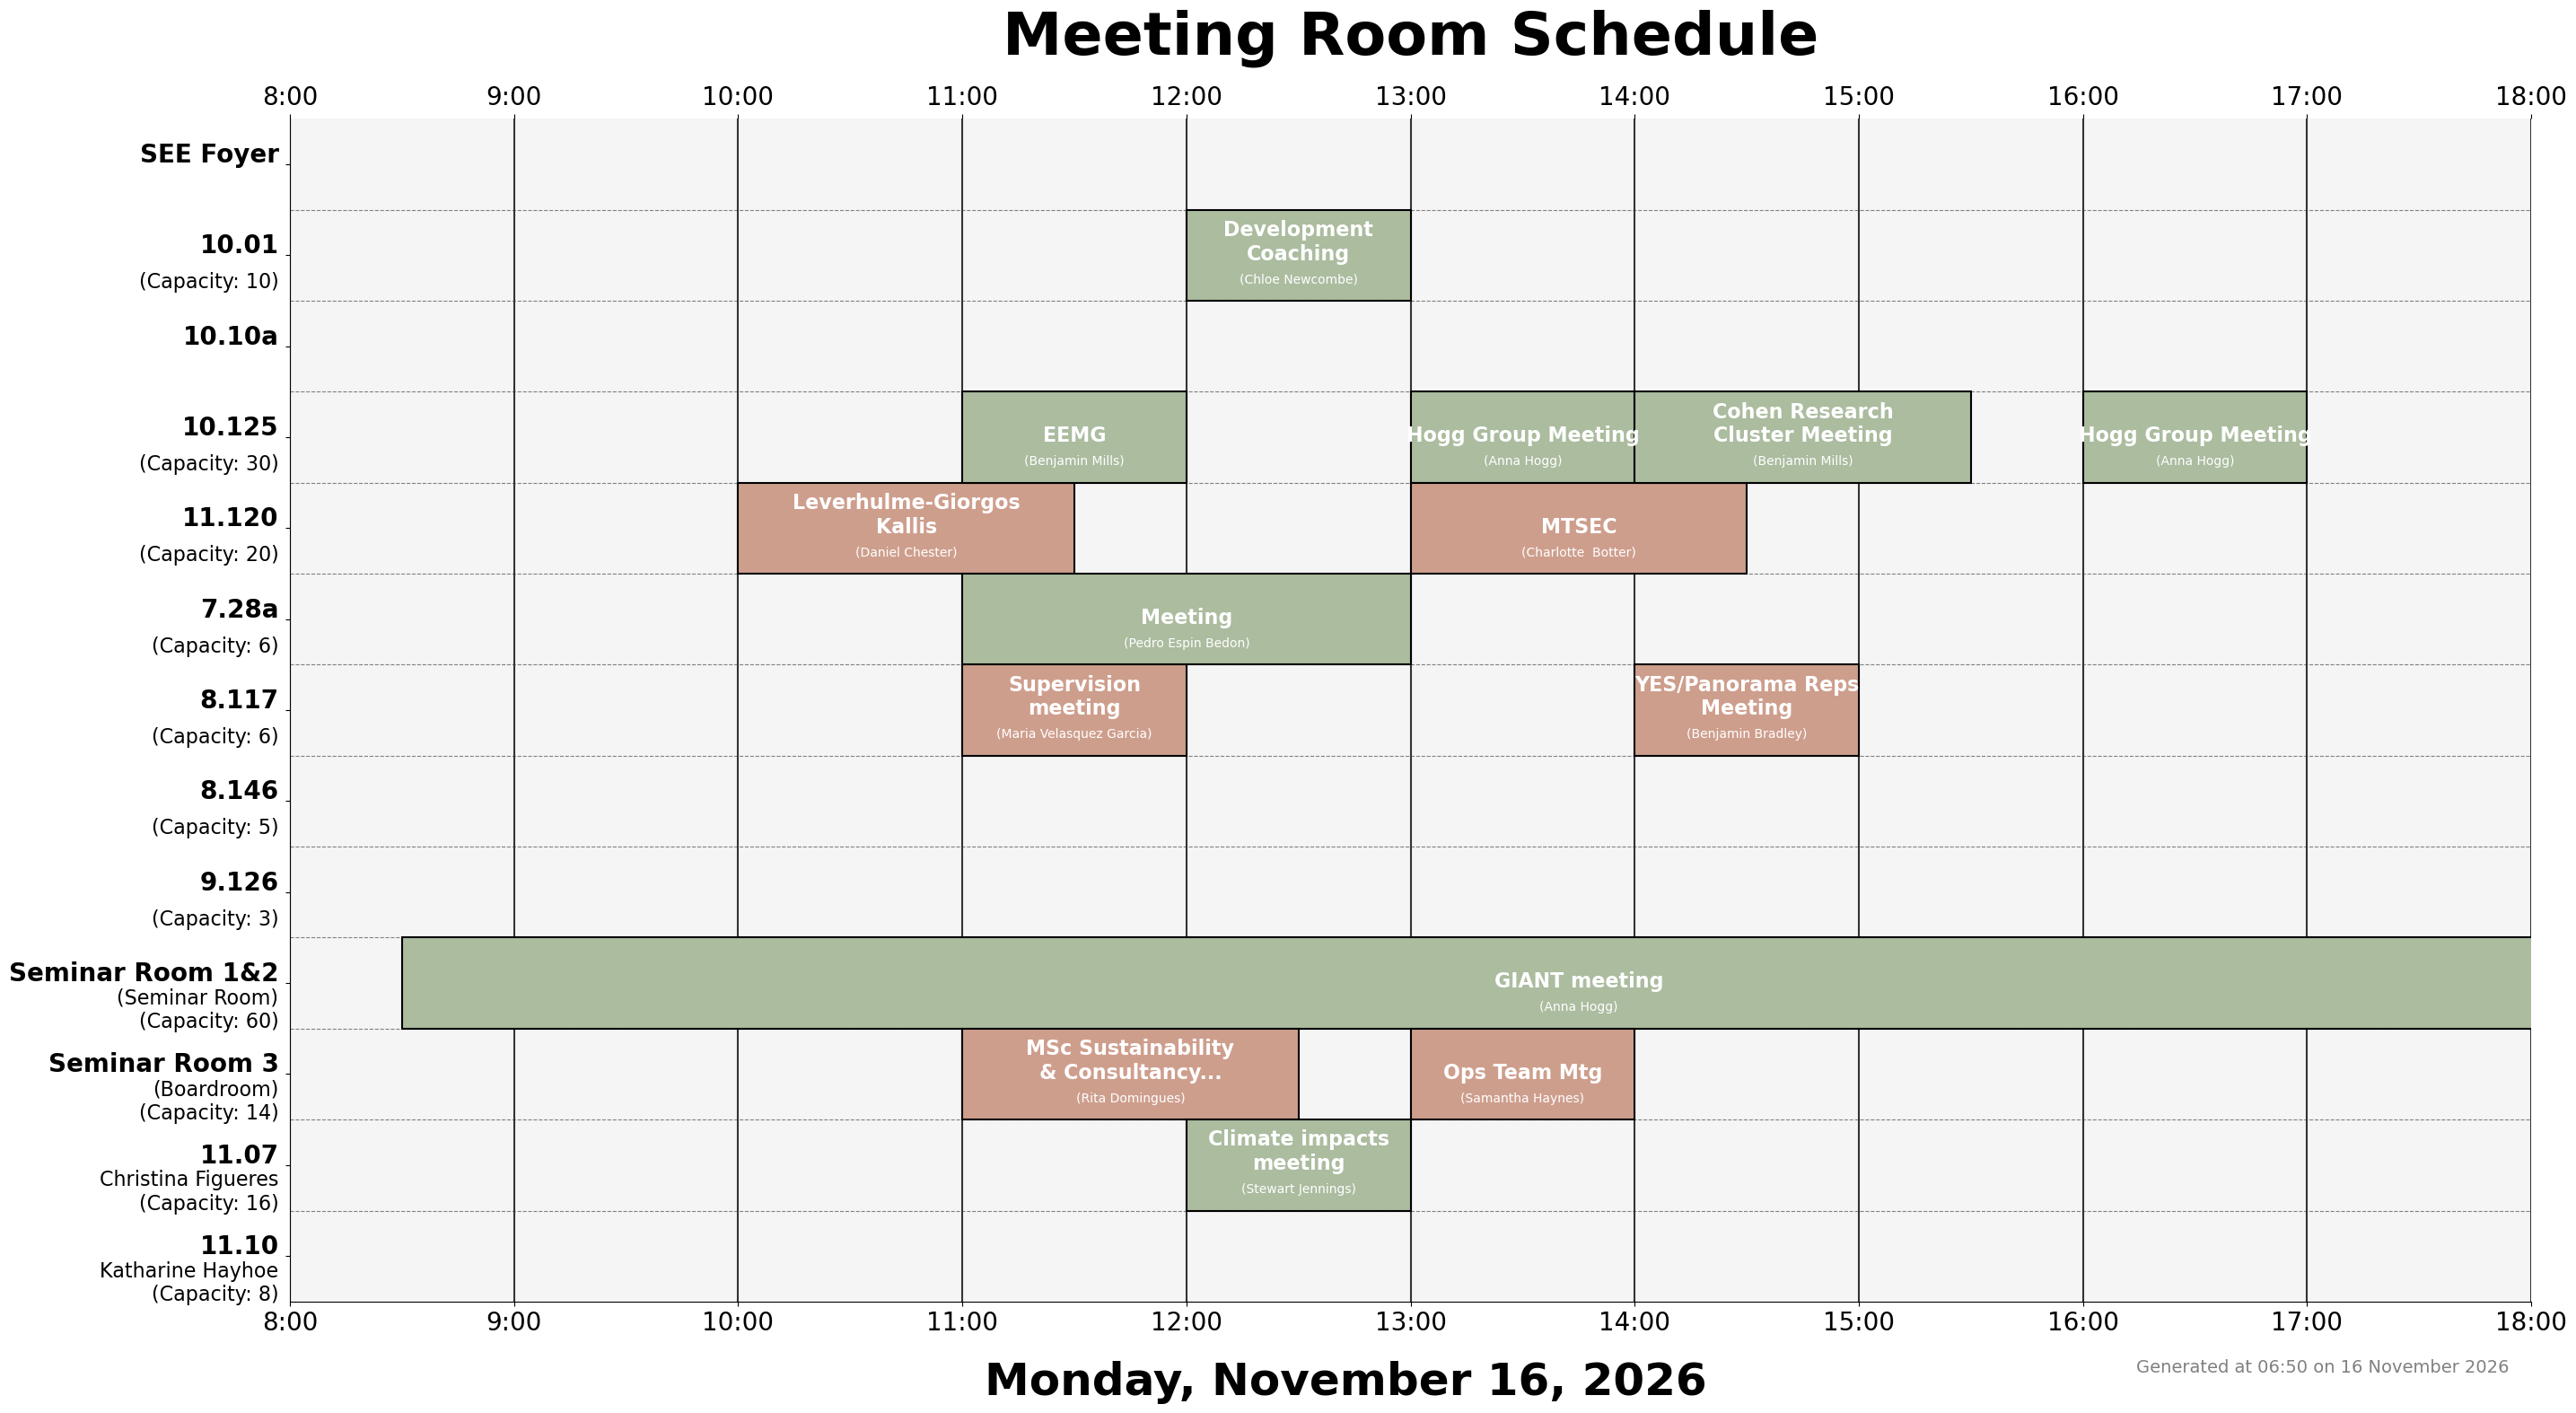 Meeting Room Schedule
8:00 9:00 10:00 11:00 12:00 13:00 14:00 15:00 16:00 17:00 18:00
SEE Foyer
10.01
(Capacity: 10)
Development
Coaching
(Chloe Newcombe)
10.10a
10.125
(Capacity: 30)
EEMG
(Benjamin Mills)
Hogg Group Meeting
(Anna Hogg)
Cohen Research
Cluster Meeting
(Benjamin Mills)
Hogg Group Meeting
(Anna Hogg)
11.120
(Capacity: 20)
Leverhulme-Giorgos
Kallis
(Daniel Chester)
MTSEC
(Charlotte  Botter)
7.28a
(Capacity: 6)
Meeting
(Pedro Espin Bedon)
8.117
(Capacity: 6)
Supervision
meeting
(Maria Velasquez Garcia)
YES/Panorama Reps
Meeting
(Benjamin Bradley)
8.146
(Capacity: 5)
9.126
(Capacity: 3)
Seminar Room 1&2
(Seminar Room)
(Capacity: 60)
GIANT meeting
(Anna Hogg)
Seminar Room 3
(Boardroom)
(Capacity: 14)
MSc Sustainability
& Consultancy...
(Rita Domingues)
Ops Team Mtg
(Samantha Haynes)
11.07
Christina Figueres
(Capacity: 16)
Climate impacts
meeting
(Stewart Jennings)
11.10
Katharine Hayhoe
(Capacity: 8)
8:00 9:00 10:00 11:00 12:00 13:00 14:00 15:00 16:00 17:00 18:00
Monday, November 16, 2026
Generated at 06:50 on 16 November 2026